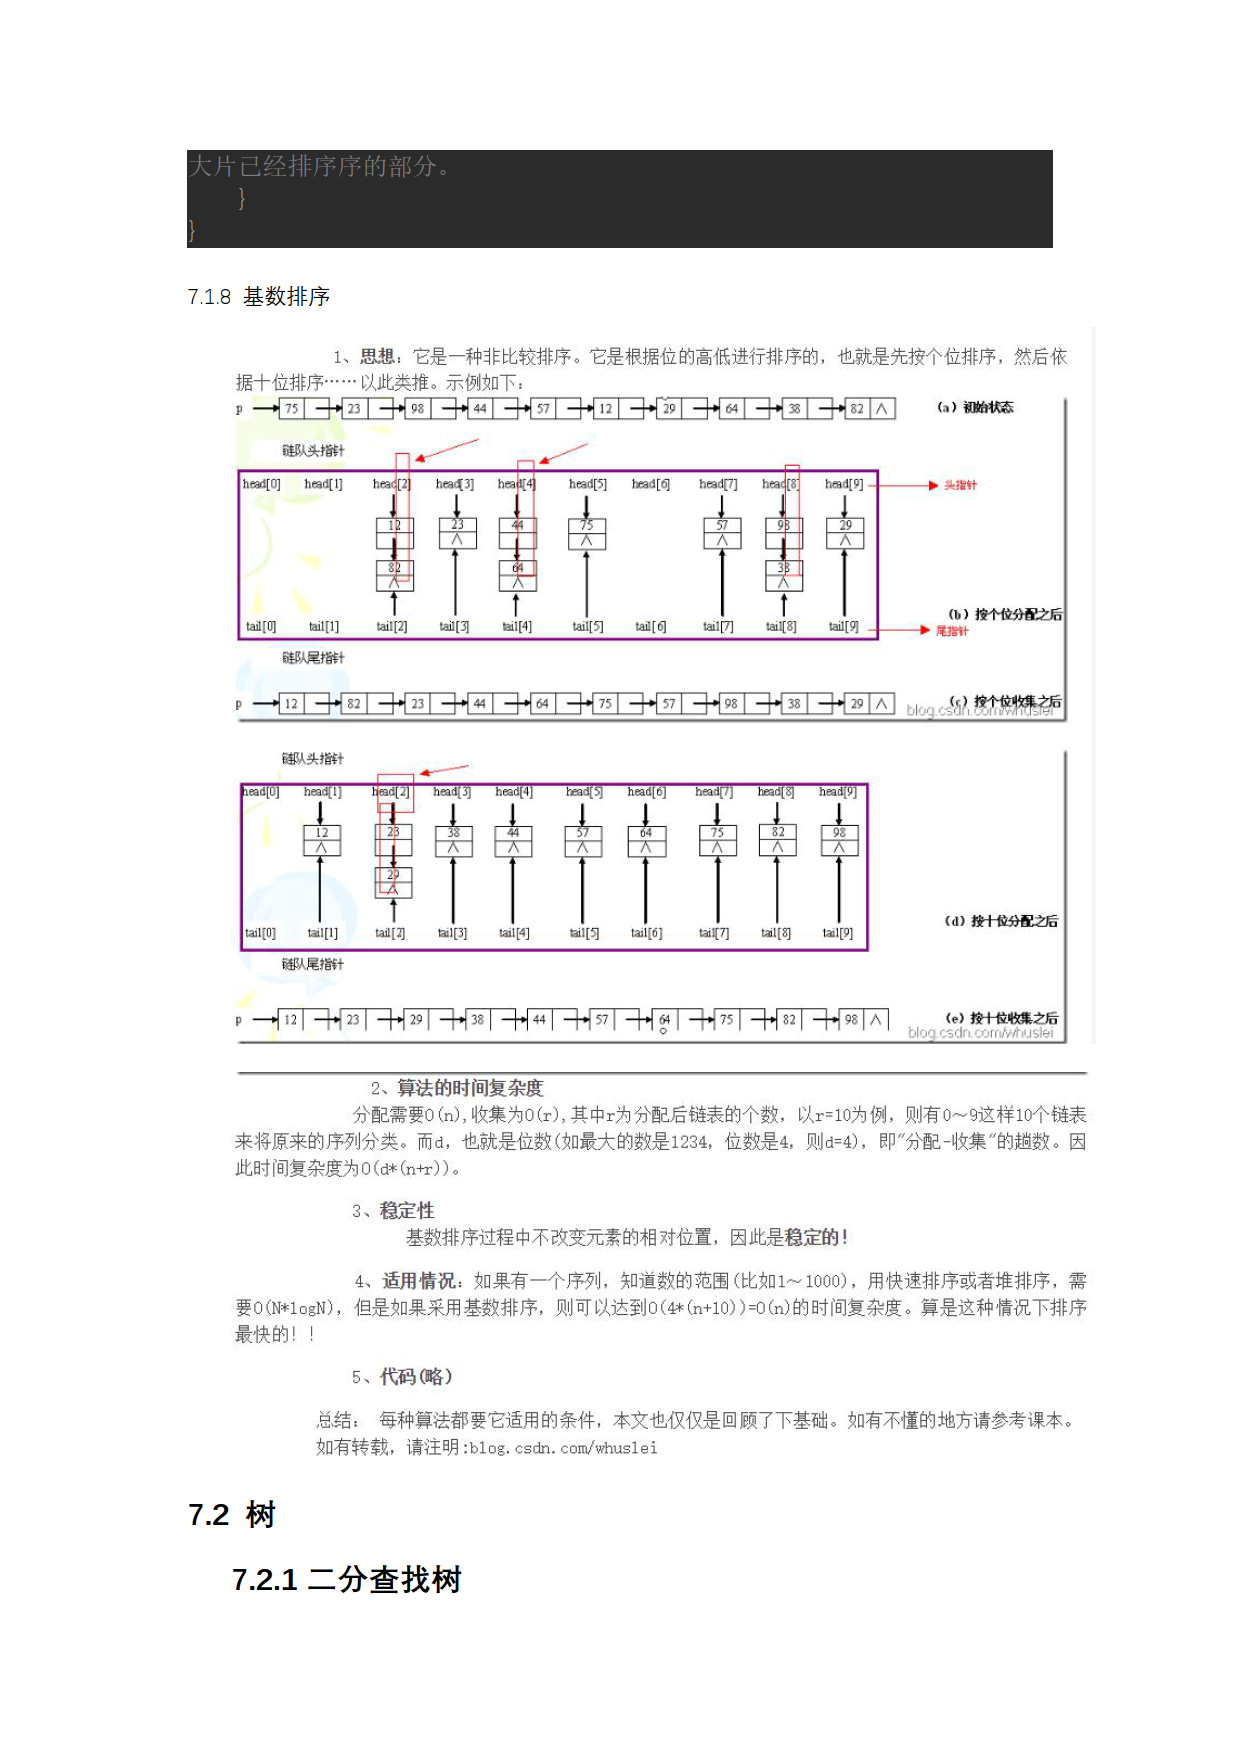 大片已经排序序的部分。
}
}
7.1.8 基数排序
1、思想：它是一种非比较排序。它是根据位的高低进行排序的，也就是先按个位排序，然后依
据十位排序……以此类推。示例如下：
p 75 23 98 44 57 12 29 64 38 82 ∧ （a）初始状态
链队头指针
head[0] head[1] head[2] head[3] head[4] head[5] head[6] head[7] head[8] head[9] 头指针
12 23 44 75 57 98 29
∧ ∧ ∧ ∧
82 64 38
∧ ∧ ∧
（b）按个位分配之后
tail[0] tail[1] tail[2] tail[3] tail[4] tail[5] tail[6] tail[7] tail[8] tail[9] 尾指针
链队尾指针
p 12 82 23 44 64 75 57 98 38 29 ∧ （c）按个位收集之后
blog.csdn.com/whuslei
链队头指针
head[0] head[1] head[2] head[3] head[4] head[5] head[6] head[7] head[8] head[9]
12 23 38 44 57 64 75 82 98
∧ ∧ ∧ ∧ ∧ ∧ ∧ ∧
29
∧
（d）按十位分配之后
tail[0] tail[1] tail[2] tail[3] tail[4] tail[5] tail[6] tail[7] tail[8] tail[9]
链队尾指针
p 12 23 29 38 44 57 64 75 82 98 ∧ （e）按十位收集之后
blog.csdn.com/whuslei
2、算法的时间复杂度
分配需要O(n),收集为O(r),其中r为分配后链表的个数，以r=10为例，则有0～9这样10个链表
来将原来的序列分类。而d，也就是位数(如最大的数是1234，位数是4，则d=4)，即"分配-收集"的趟数。因
此时间复杂度为O(d*(n+r))。
3、稳定性
基数排序过程中不改变元素的相对位置，因此是稳定的!
4、适用情况：如果有一个序列，知道数的范围(比如1～1000)，用快速排序或者堆排序，需
要O(N*logN)，但是如果采用基数排序，则可以达到O(4*(n+10))=O(n)的时间复杂度。算是这种情况下排序
最快的!!
5、代码(略)
总结： 每种算法都要它适用的条件，本文也仅仅是回顾了下基础。如有不懂的地方请参考课本。
如有转载，请注明:blog.csdn.com/whuslei
7.2 树
7.2.1 二分查找树